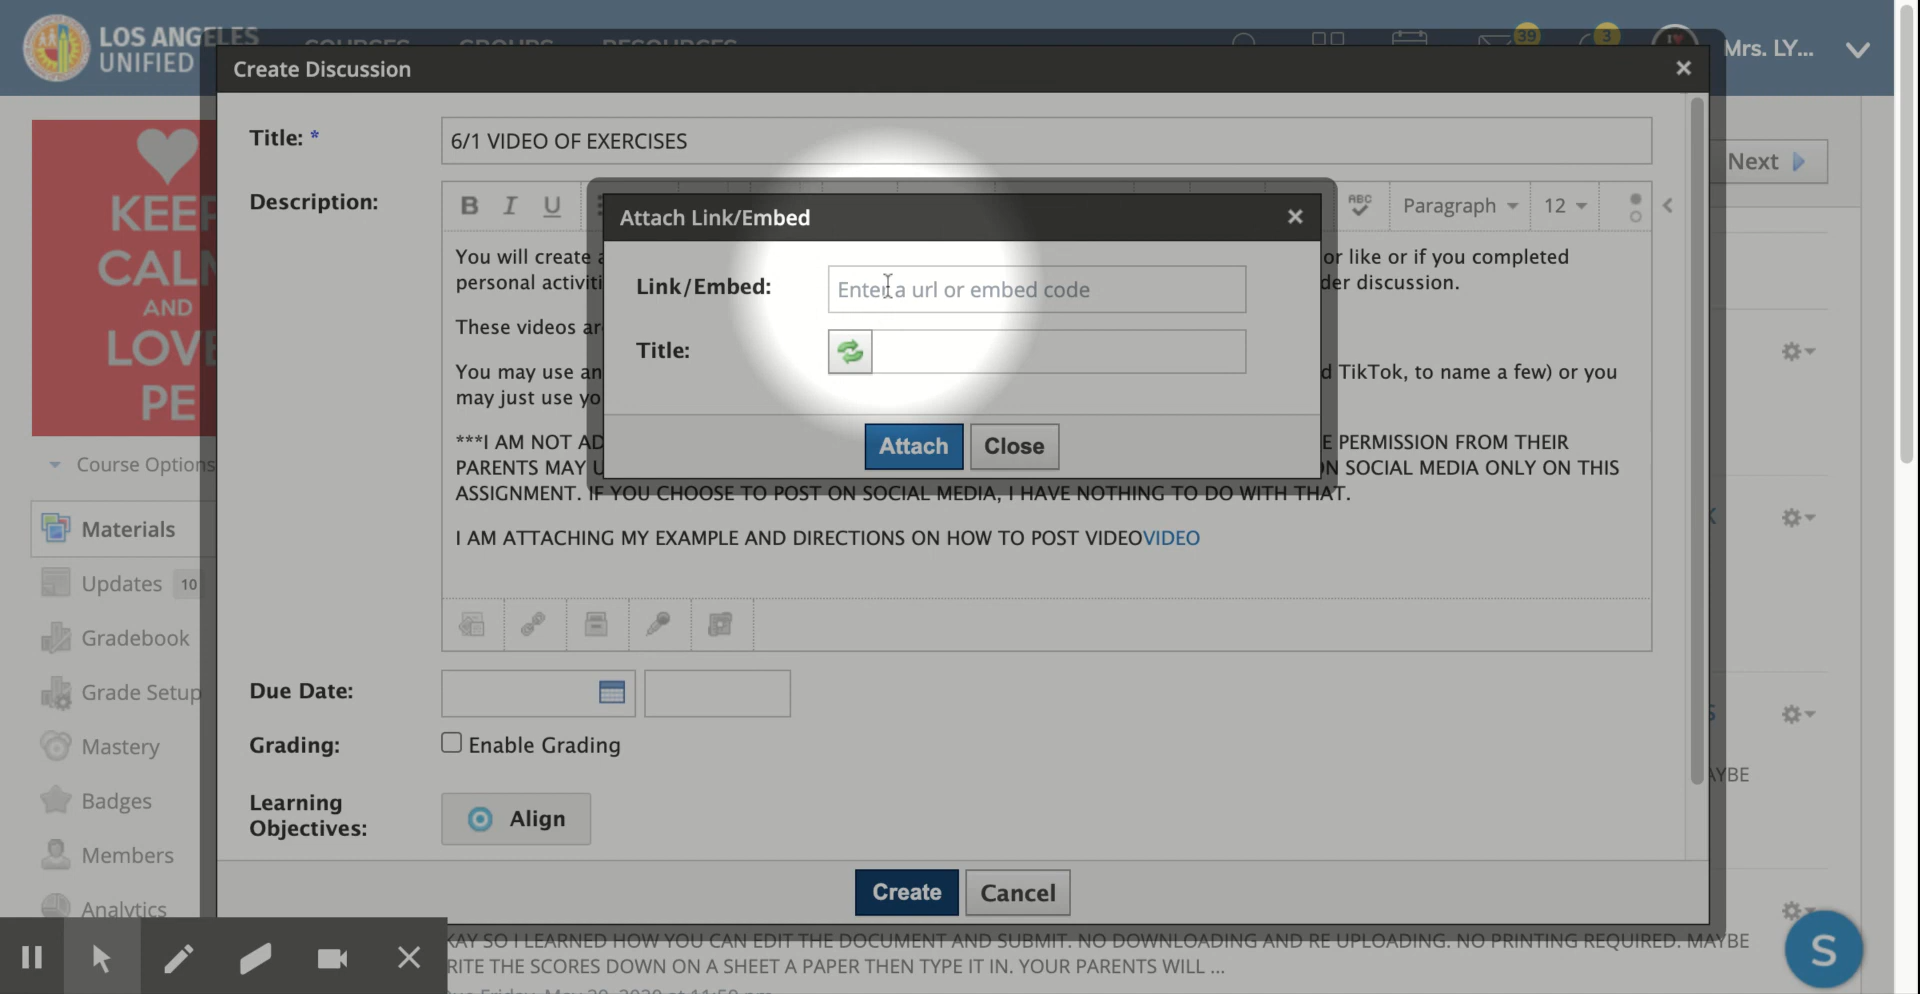 LOS ANGELES
UNIFIED
COURSES GROUPS RESOURCES
39
3
Mrs. LY...
Create Discussion
Next
Title: *
6/1 VIDEO OF EXERCISES
Description:
B I U
ABC
Paragraph
12
KEEP
CALM
AND
LOVE
PE
You will create
or like or if you completed
personal
der discussion.
These videos
You may use an
d TikTok, to name a few) or you
may just use
***I AM NOT
E PERMISSION FROM THEIR
PARENTS MAY
N SOCIAL MEDIA ONLY ON THIS
ASSIGNMENT. IF YOU CHOOSE TO POST ON SOCIAL MEDIA, I HAVE NOTHING TO DO WITH THAT.
I AM ATTACHING MY EXAMPLE AND DIRECTIONS ON HOW TO POST VIDEOVIDEO
Attach Link/Embed
Link/Embed:
Enter a url or embed code
Title:
Attach
Close
Course Options
Materials
Updates 10
Gradebook
Grade Setup
Mastery
Badges
Members
Analytics
Due Date:
Grading:
Enable Grading
Learning
Objectives:
Align
Create
Cancel
AYBE
KAY SO I LEARNED HOW YOU CAN EDIT THE DOCUMENT AND SUBMIT. NO DOWNLOADING AND RE UPLOADING. NO PRINTING REQUIRED. MAYBE
RITE THE SCORES DOWN ON A SHEET A PAPER THEN TYPE IT IN. YOUR PARENTS WILL ...
S